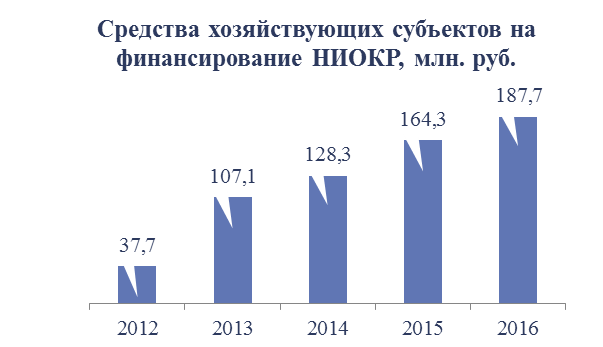 Средства хозяйствующих субъектов на
финансирование НИОКР, млн. руб.
187,7
164,3
128,3
107,1
37,7
2012 2013 2014 2015 2016